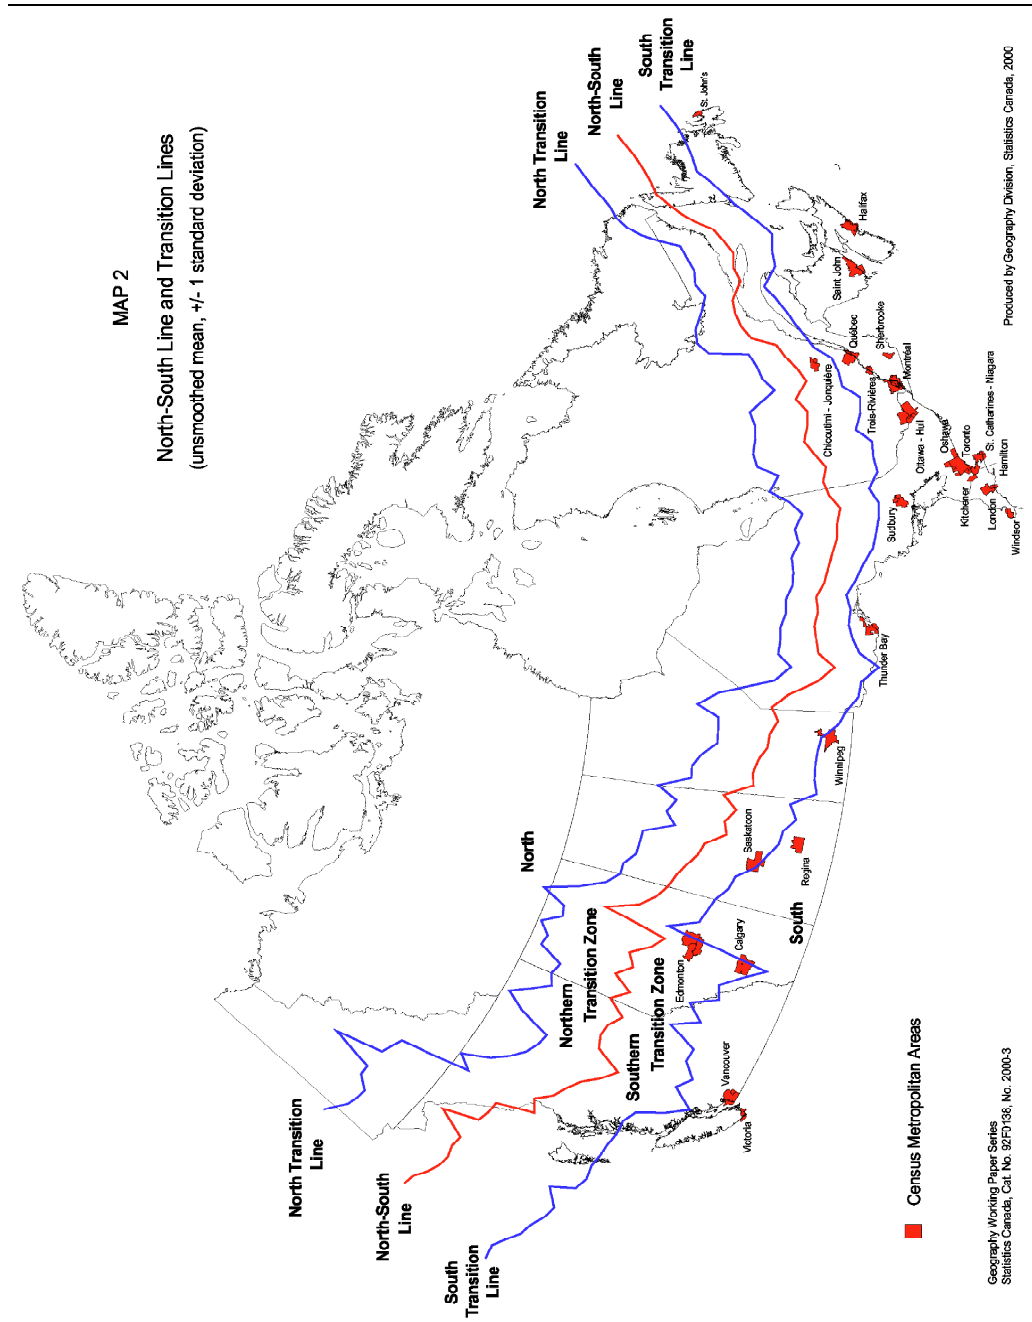 MAP 2
North-South Line and Transition Lines
(unsmoothed mean, +/- 1 standard deviation)
North Transition
Line
North-South
Line
South
Transition
Line
North Transition
Line
North-South
Line
South
Transition
Line
North
Northern
Transition Zone
Southern
Transition Zone
South
Victoria
Vancouver
Edmonton
Calgary
Saskatoon
Regina
Winnipeg
Thunder Bay
Sudbury
Windsor
London
Kitchener
Hamilton
St. Catharines - Niagara
Toronto
Oshawa
Ottawa - Hull
Montréal
Trois-Rivières
Sherbrooke
Québec
Chicoutimi - Jonquière
Saint John
Halifax
St. John's
Census Metropolitan Areas
Geography Working Paper Series
Statistics Canada, Cat. No. 92F0138, No. 2000-3
Produced by Geography Division, Statistics Canada, 2000